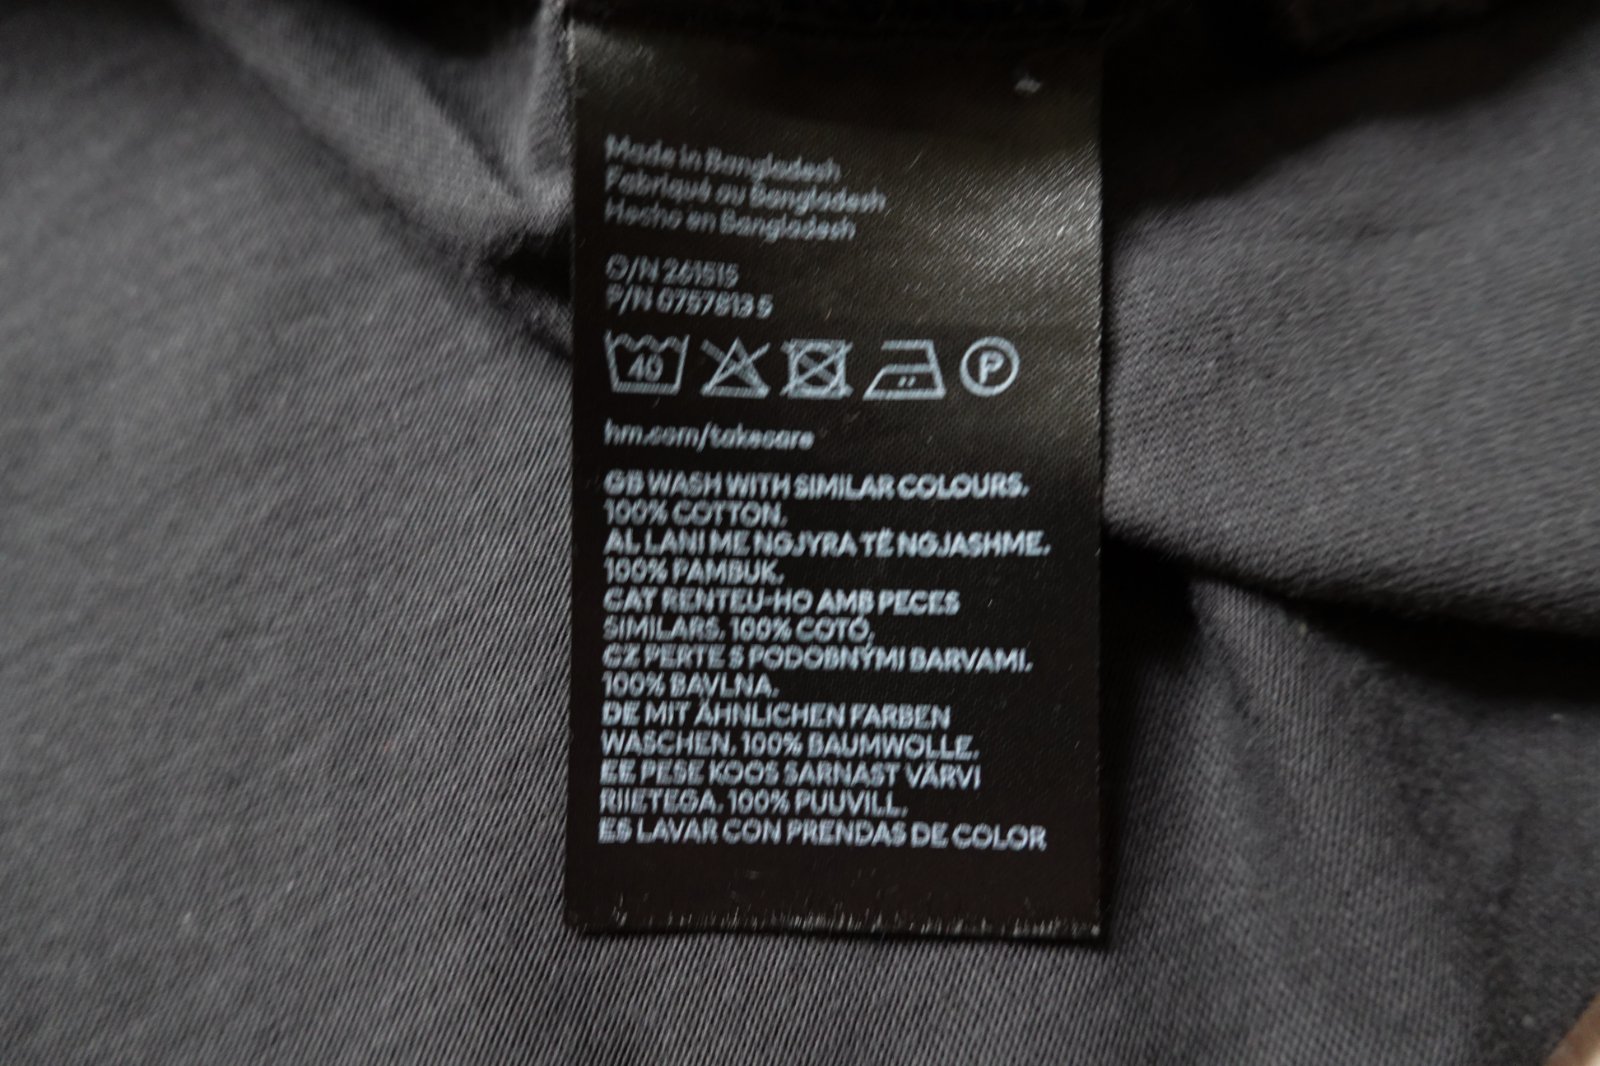 Made in Bangladesh
Fabriqué au Bangladesh
Hecho en Bangladesh
O/N 261515
P/N 0757813 5
40 P
hm.com/takecare
GB WASH WITH SIMILAR COLOURS.
100% COTTON.
AL LANI ME NGJYRA TË NGJASHME.
100% PAMBUK.
CAT RENTEU-HO AMB PECES
SIMILARS. 100% COTÓ,
CZ PERTE S PODOBNÝMI BARVAMI.
100% BAVLNA.
DE MIT ÄHNLICHEN FARBEN
WASCHEN. 100% BAUMWOLLE.
EE PESE KOOS SARNAST VÄRVI
RIIETEGA. 100% PUUVILL.
ES LAVAR CON PRENDAS DE COLOR